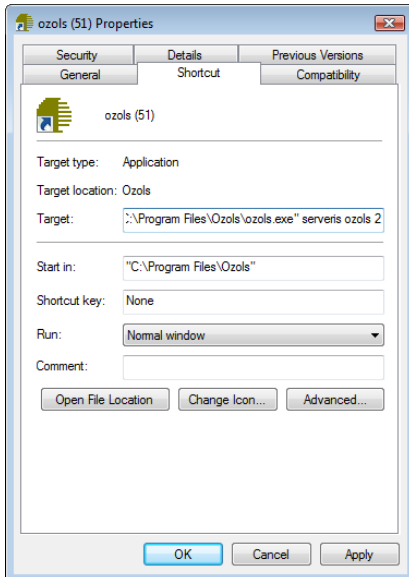 ozols (51) Properties
Security Details Previous Versions
General Shortcut Compatibility
ozols (51)
Target type: Application
Target location: Ozols
Target: :\Program Files\Ozols\ozols.exe" serveris ozols 2
Start in: "C:\Program Files\Ozols"
Shortcut key: None
Run: Normal window
Comment:
Open File Location Change Icon... Advanced...
OK Cancel Apply